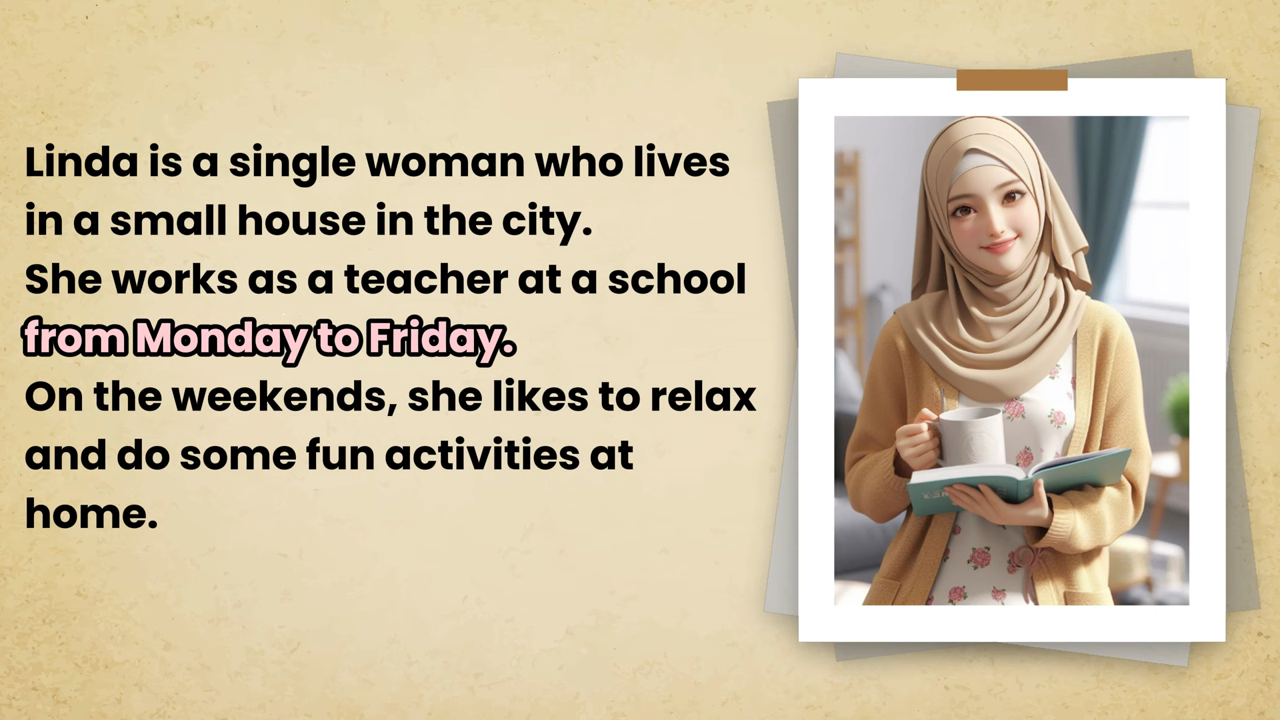 Linda is a single woman who lives
in a small house in the city.
She works as a teacher at a school
from Monday to Friday.
On the weekends, she likes to relax
and do some fun activities at
home.